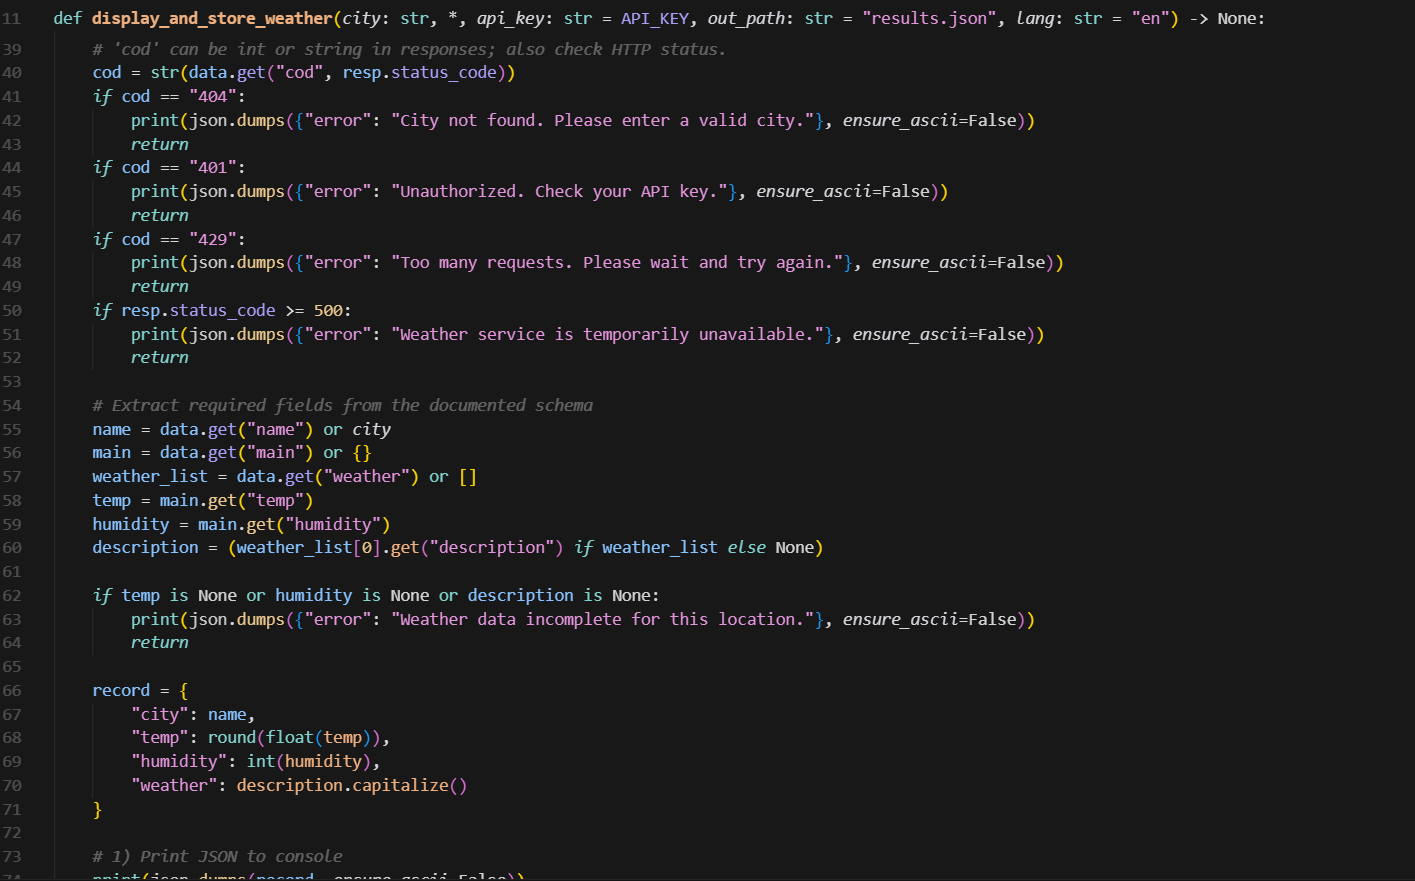 11 def display_and_store_weather(city: str, *, api_key: str = API_KEY, out_path: str = "results.json", lang: str = "en") -> None:
39 # 'cod' can be int or string in responses; also check HTTP status.
40 cod = str(data.get("cod", resp.status_code))
41 if cod == "404":
42 print(json.dumps({"error": "City not found. Please enter a valid city."}, ensure_ascii=False))
43 return
44 if cod == "401":
45 print(json.dumps({"error": "Unauthorized. Check your API key."}, ensure_ascii=False))
46 return
47 if cod == "429":
48 print(json.dumps({"error": "Too many requests. Please wait and try again."}, ensure_ascii=False))
49 return
50 if resp.status_code >= 500:
51 print(json.dumps({"error": "Weather service is temporarily unavailable."}, ensure_ascii=False))
52 return
53
54 # Extract required fields from the documented schema
55 name = data.get("name") or city
56 main = data.get("main") or {}
57 weather_list = data.get("weather") or []
58 temp = main.get("temp")
59 humidity = main.get("humidity")
60 description = (weather_list[0].get("description") if weather_list else None)
61
62 if temp is None or humidity is None or description is None:
63 print(json.dumps({"error": "Weather data incomplete for this location."}, ensure_ascii=False))
64 return
65
66 record = {
67 "city": name,
68 "temp": round(float(temp)),
69 "humidity": int(humidity),
70 "weather": description.capitalize()
71 }
72
73 # 1) Print JSON to console
74 print(json.dumps(record, ensure_ascii=False))